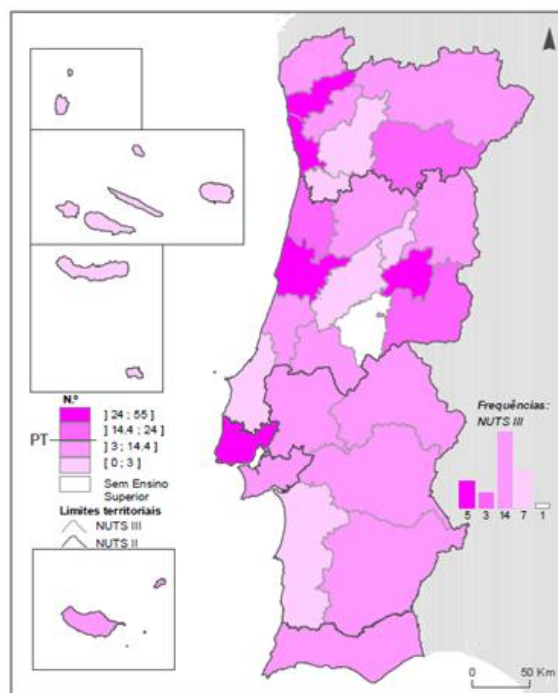 N.º
] 24 ; 55 ]
] 14.4 ; 24 ]
PT
] 3 ; 14.4 ]
[ 0 ; 3 ]
Sem Ensino
Superior
Limites territoriais
NUTS III
NUTS II
Frequências:
NUTS III
5 3 14 7 1
0 50 Km